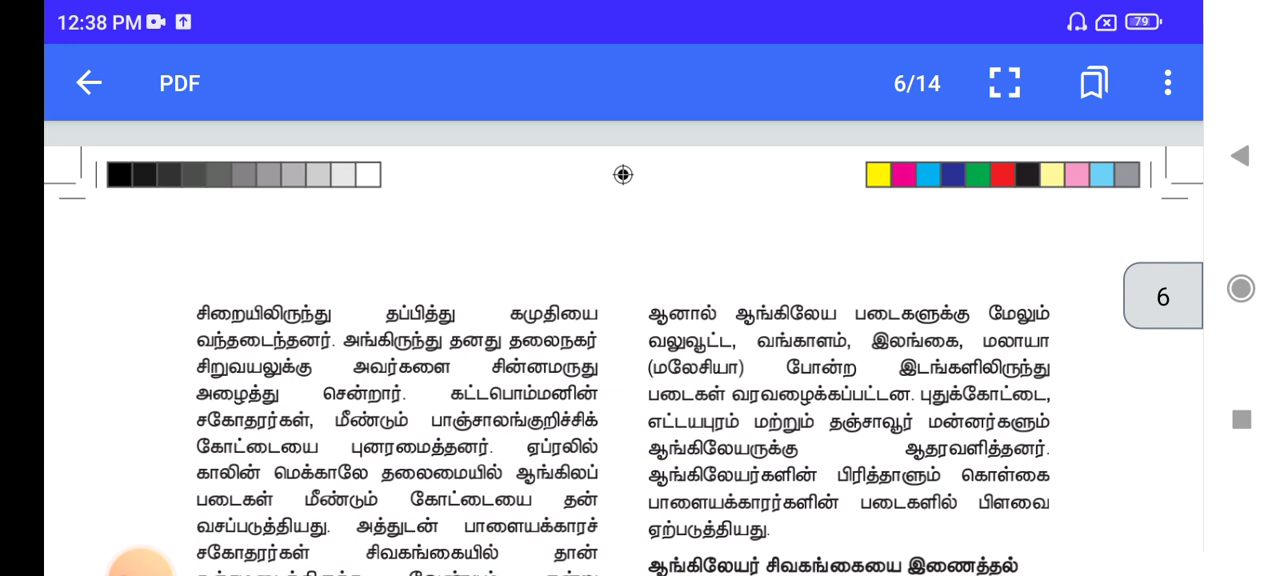 12:38 PM
79
PDF
6/14
6
சிறையிலிருந்து தப்பித்து கமுதியை
வந்தடைந்தனர். அங்கிருந்து தனது தலைநகர்
சிறுவயலுக்கு அவர்களை சின்னமருது
அழைத்து சென்றார். கட்டபொம்மனின்
சகோதரர்கள், மீண்டும் பாஞ்சாலங்குறிச்சிக்
கோட்டையை புனரமைத்தனர். ஏப்ரலில்
காலின் மெக்காலே தலைமையில் ஆங்கிலப்
படைகள் மீண்டும் கோட்டையை தன்
வசப்படுத்தியது. அத்துடன் பாளையக்காரச்
சகோதரர்கள் சிவகங்கையில் தான்
ஆனால் ஆங்கிலேய படைகளுக்கு மேலும்
வலுவூட்ட, வங்காளம், இலங்கை, மலாயா
(மலேசியா) போன்ற இடங்களிலிருந்து
படைகள் வரவழைக்கப்பட்டன. புதுக்கோட்டை,
எட்டயபுரம் மற்றும் தஞ்சாவூர் மன்னர்களும்
ஆங்கிலேயருக்கு ஆதரவளித்தனர்.
ஆங்கிலேயர்களின் பிரித்தாளும் கொள்கை
பாளையக்காரர்களின் படைகளில் பிளவை
ஏற்படுத்தியது.
ஆங்கிலேயர் சிவகங்கையை இணைத்தல்